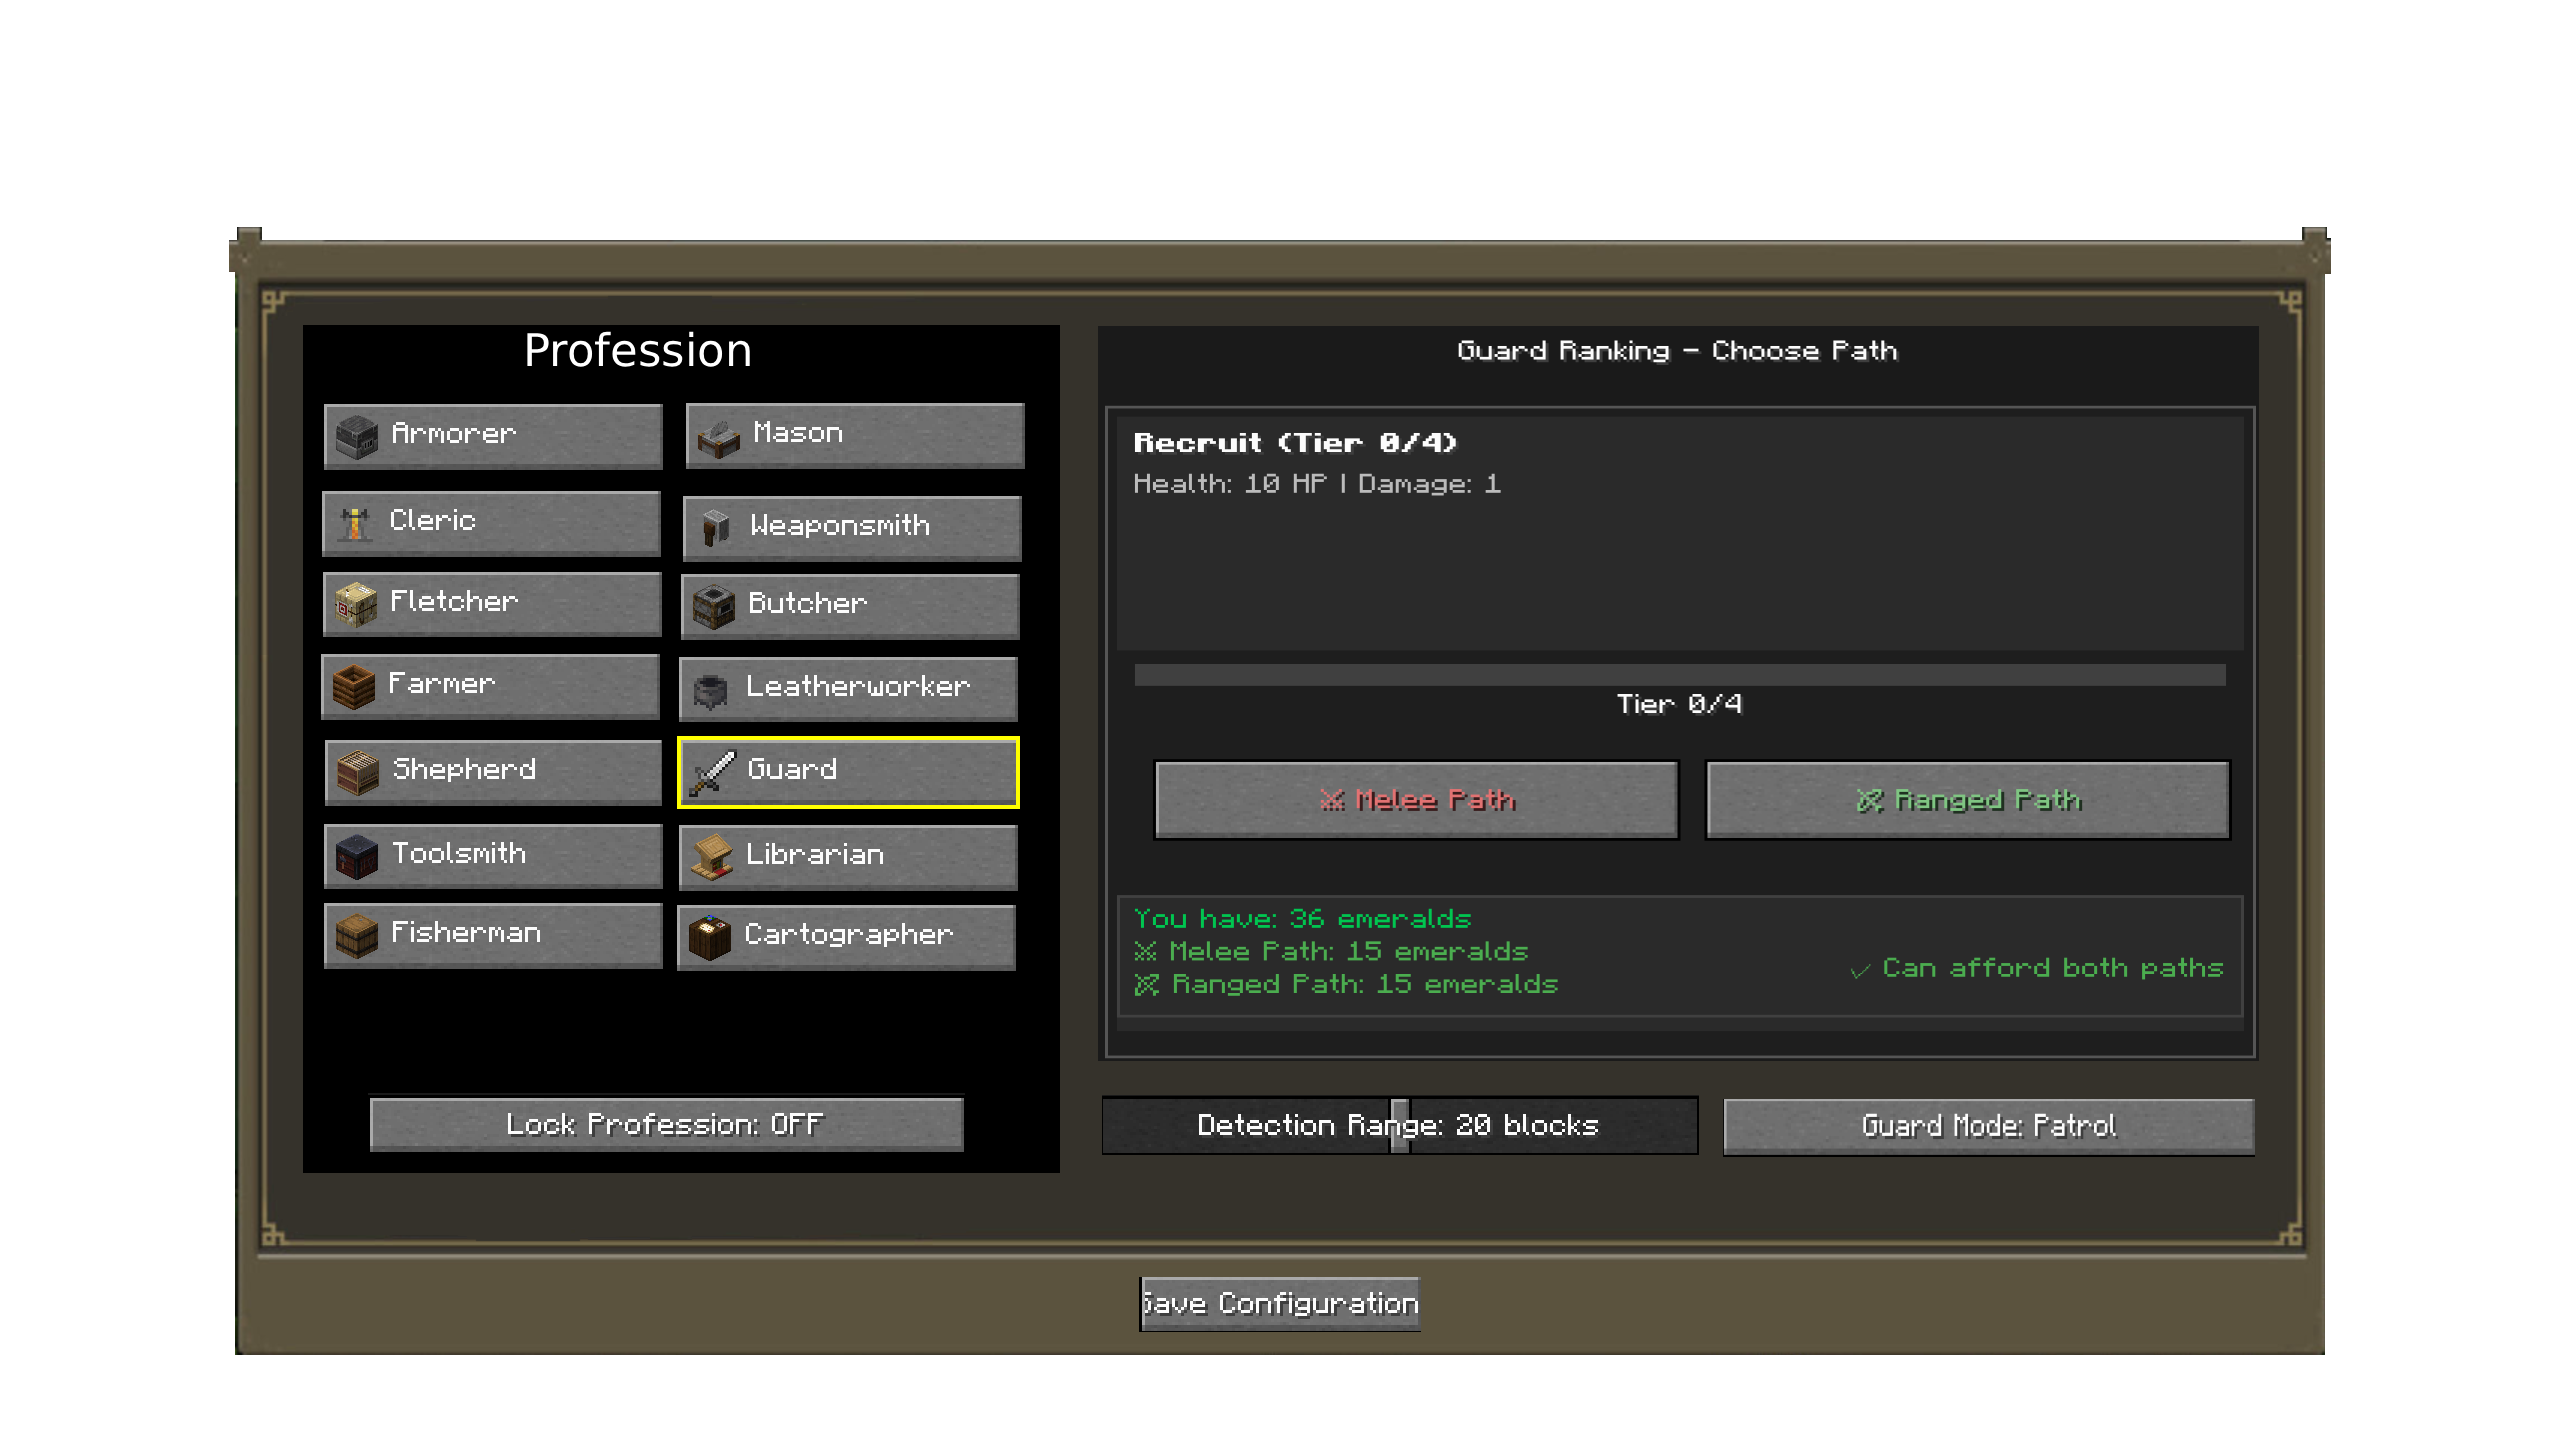 Profession
Armorer
Mason
Cleric
Weaponsmith
Fletcher
Butcher
Farmer
Leatherworker
Shepherd
Guard
Toolsmith
Librarian
Fisherman
Cartographer
Lock Profession: OFF
Guard Ranking - Choose Path
Recruit (Tier 0/4)
Health: 10 HP | Damage: 1
Tier 0/4
⚔ Melee Path
🏹 Ranged Path
You have: 36 emeralds
⚔ Melee Path: 15 emeralds
🏹 Ranged Path: 15 emeralds
✓ Can afford both paths
Detection Range: 20 blocks
Guard Mode: Patrol
Save Configuration